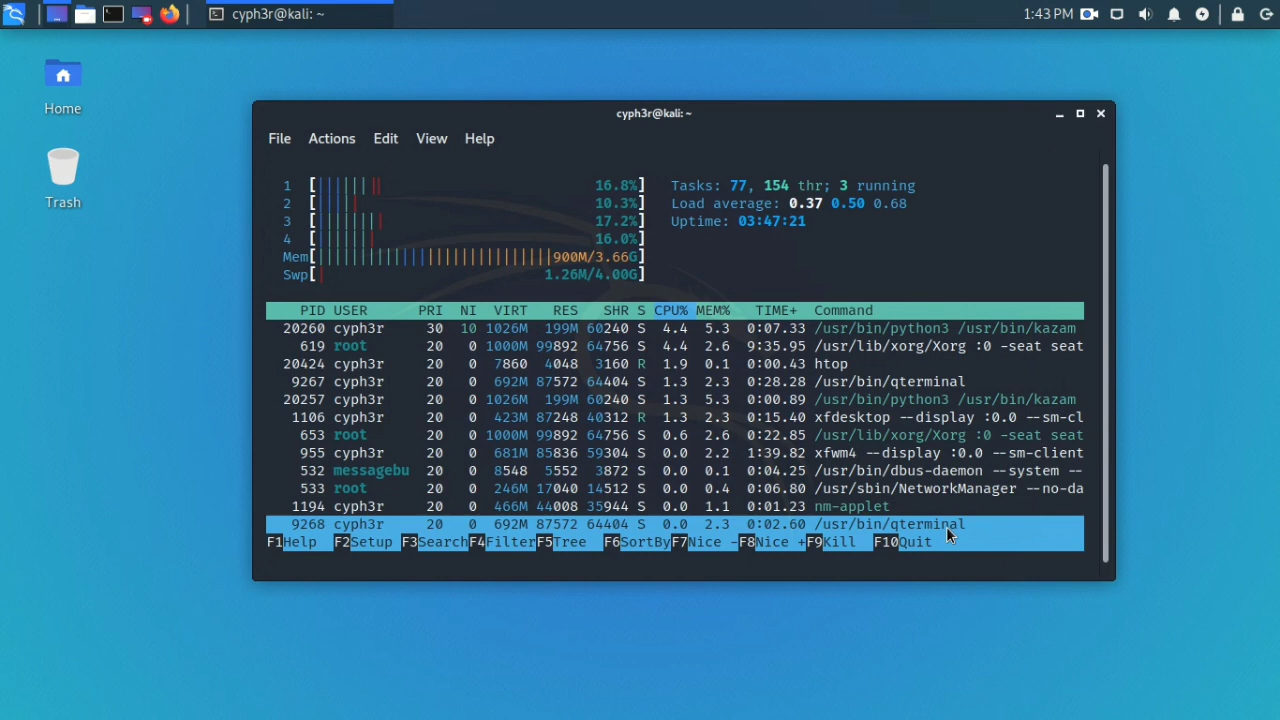 cyph3r@kali: ~
1:43 PM
Home
Trash
cyph3r@kali: ~
File Actions Edit View Help
1 [|||||||| 16.8%]
2 [||||| 10.3%]
3 [|||||||| 17.2%]
4 [||||||| 16.0%]
Mem[||||||||||||||||||||||||||||900M/3.66G]
Swp[| 1.26M/4.00G]
Tasks: 77, 154 thr; 3 running
Load average: 0.37 0.50 0.68
Uptime: 03:47:21
PID USER PRI NI VIRT RES SHR S CPU% MEM% TIME+ Command
20260 cyph3r 30 10 1026M 199M 60240 S 4.4 5.3 0:07.33 /usr/bin/python3 /usr/bin/kazam
619 root 20 0 1000M 99892 64756 S 4.4 2.6 9:35.95 /usr/lib/xorg/Xorg :0 -seat seat
20424 cyph3r 20 0 7860 4048 3160 R 1.9 0.1 0:00.43 htop
9267 cyph3r 20 0 692M 87572 64404 S 1.3 2.3 0:28.28 /usr/bin/qterminal
20257 cyph3r 20 0 1026M 199M 60240 S 1.3 5.3 0:00.89 /usr/bin/python3 /usr/bin/kazam
1106 cyph3r 20 0 423M 87248 40312 R 1.3 2.3 0:15.40 xfdesktop --display :0.0 --sm-cl
653 root 20 0 1000M 99892 64756 S 0.6 2.6 0:22.85 /usr/lib/xorg/Xorg :0 -seat seat
955 cyph3r 20 0 681M 85836 59304 S 0.0 2.2 1:39.82 xfwm4 --display :0.0 --sm-client
532 messagebu 20 0 8548 5552 3872 S 0.0 0.1 0:04.25 /usr/bin/dbus-daemon --system --
533 root 20 0 246M 17040 14512 S 0.0 0.4 0:06.80 /usr/sbin/NetworkManager --no-da
1194 cyph3r 20 0 466M 44008 35944 S 0.0 1.1 0:01.23 nm-applet
9268 cyph3r 20 0 692M 87572 64404 S 0.0 2.3 0:02.60 /usr/bin/qterminal
F1Help F2Setup F3SearchF4FilterF5Tree F6SortByF7Nice -F8Nice +F9Kill F10Quit